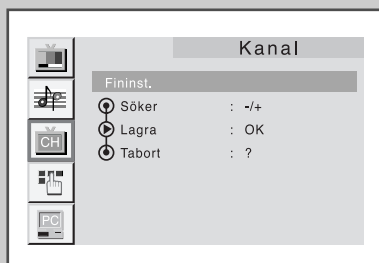 Kanal
Fininst.
Söker : -/+
CH
Lagra : OK
Tabort : ?
PC